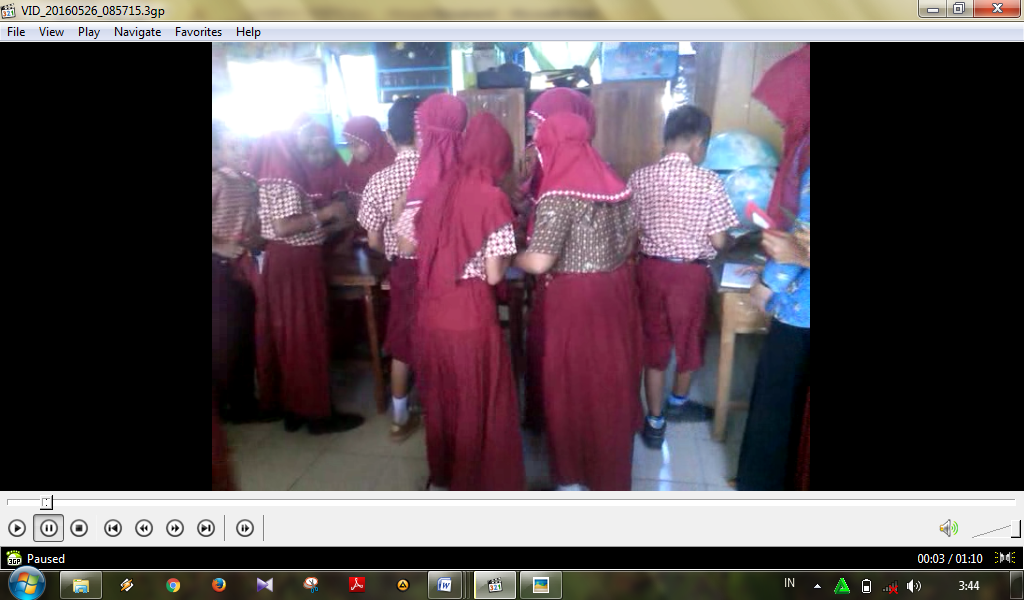 VID_20160526_085715.3gp
File View Play Navigate Favorites Help
Paused
00:03 / 01:10
IN
3:44